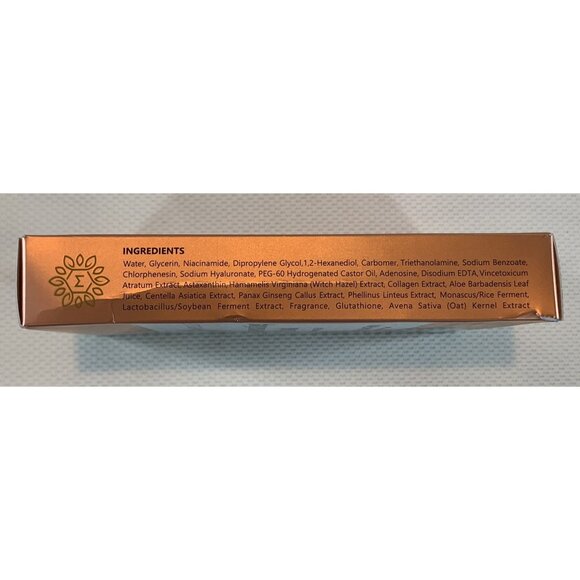 INGREDIENTS
Water, Glycerin, Niacinamide, Dipropylene Glycol,1,2-Hexanediol, Carbomer, Triethanolamine, Sodium Benzoate,
Chlorphenesin, Sodium Hyaluronate, PEG-60 Hydrogenated Castor Oil, Adenosine, Disodium EDTA, Vincetoxicum
Atratum Extract, Astaxanthin, Hamamelis Virginiana (Witch Hazel) Extract, Collagen Extract, Aloe Barbadensis Leaf
Juice, Centella Asiatica Extract, Panax Ginseng Callus Extract, Phellinus Linteus Extract, Monascus/Rice Ferment,
Lactobacillus/Soybean Ferment Extract, Fragrance, Glutathione, Avena Sativa (Oat) Kernel Extract
Σ